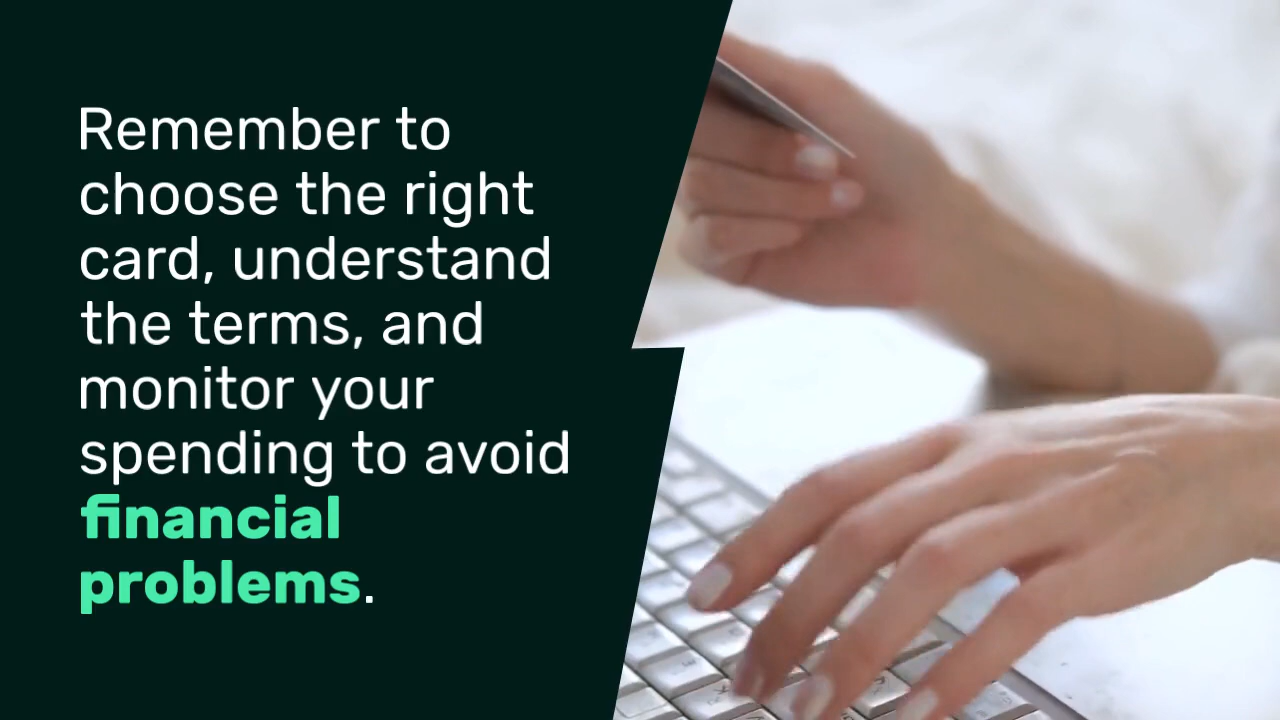 Remember to
choose the right
card, understand
the terms, and
monitor your
spending to avoid
financial
problems.